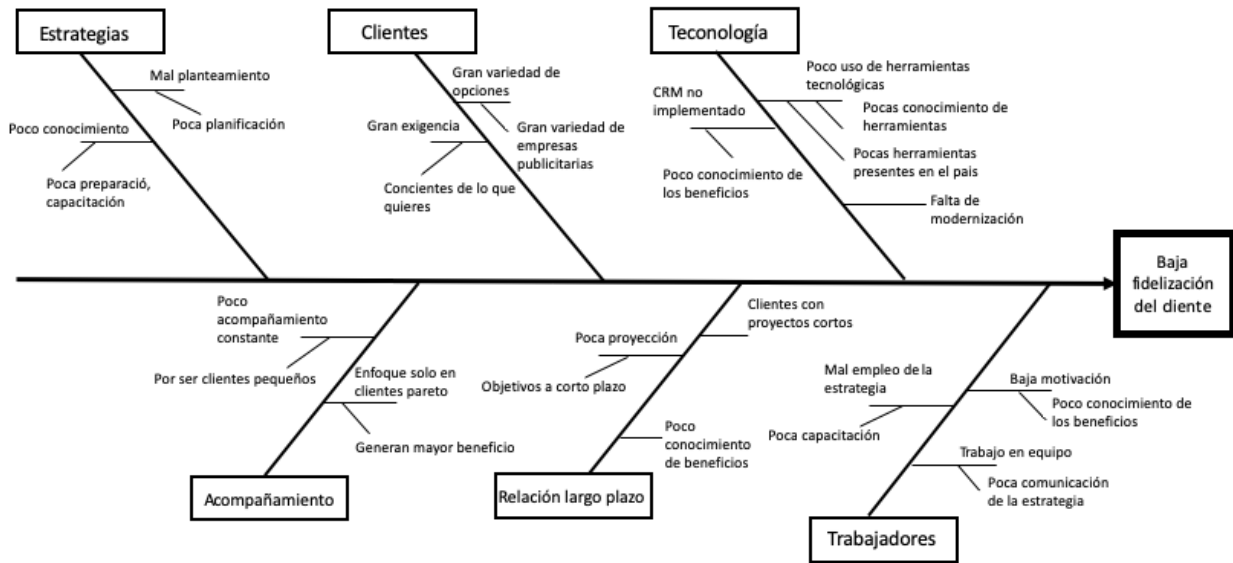 Estrategias
Mal planteamiento
Poca planificación
Poco conocimiento
Poca preparació,
capacitación
Clientes
Gran variedad de
opciones
Gran variedad de
empresas
publicitarias
Gran exigencia
Concientes de lo que
quieres
Teconología
Poco uso de herramientas
tecnológicas
Pocas conocimiento de
herramientas
Pocas herramientas
presentes en el pais
CRM no
implementado
Poco conocimiento de
los beneficios
Falta de
modernización
Baja
fidelización
del diente
Poco
acompañamiento
constante
Por ser clientes pequeños
Enfoque solo en
clientes pareto
Generan mayor beneficio
Acompañamiento
Clientes con
proyectos cortos
Poca proyección
Objetivos a corto plazo
Poco
conocimiento
de beneficios
Relación largo plazo
Mal empleo de la
estrategia
Poca capacitación
Baja motivación
Poco conocimiento de
los beneficios
Trabajo en equipo
Poca comunicación
de la estrategia
Trabajadores